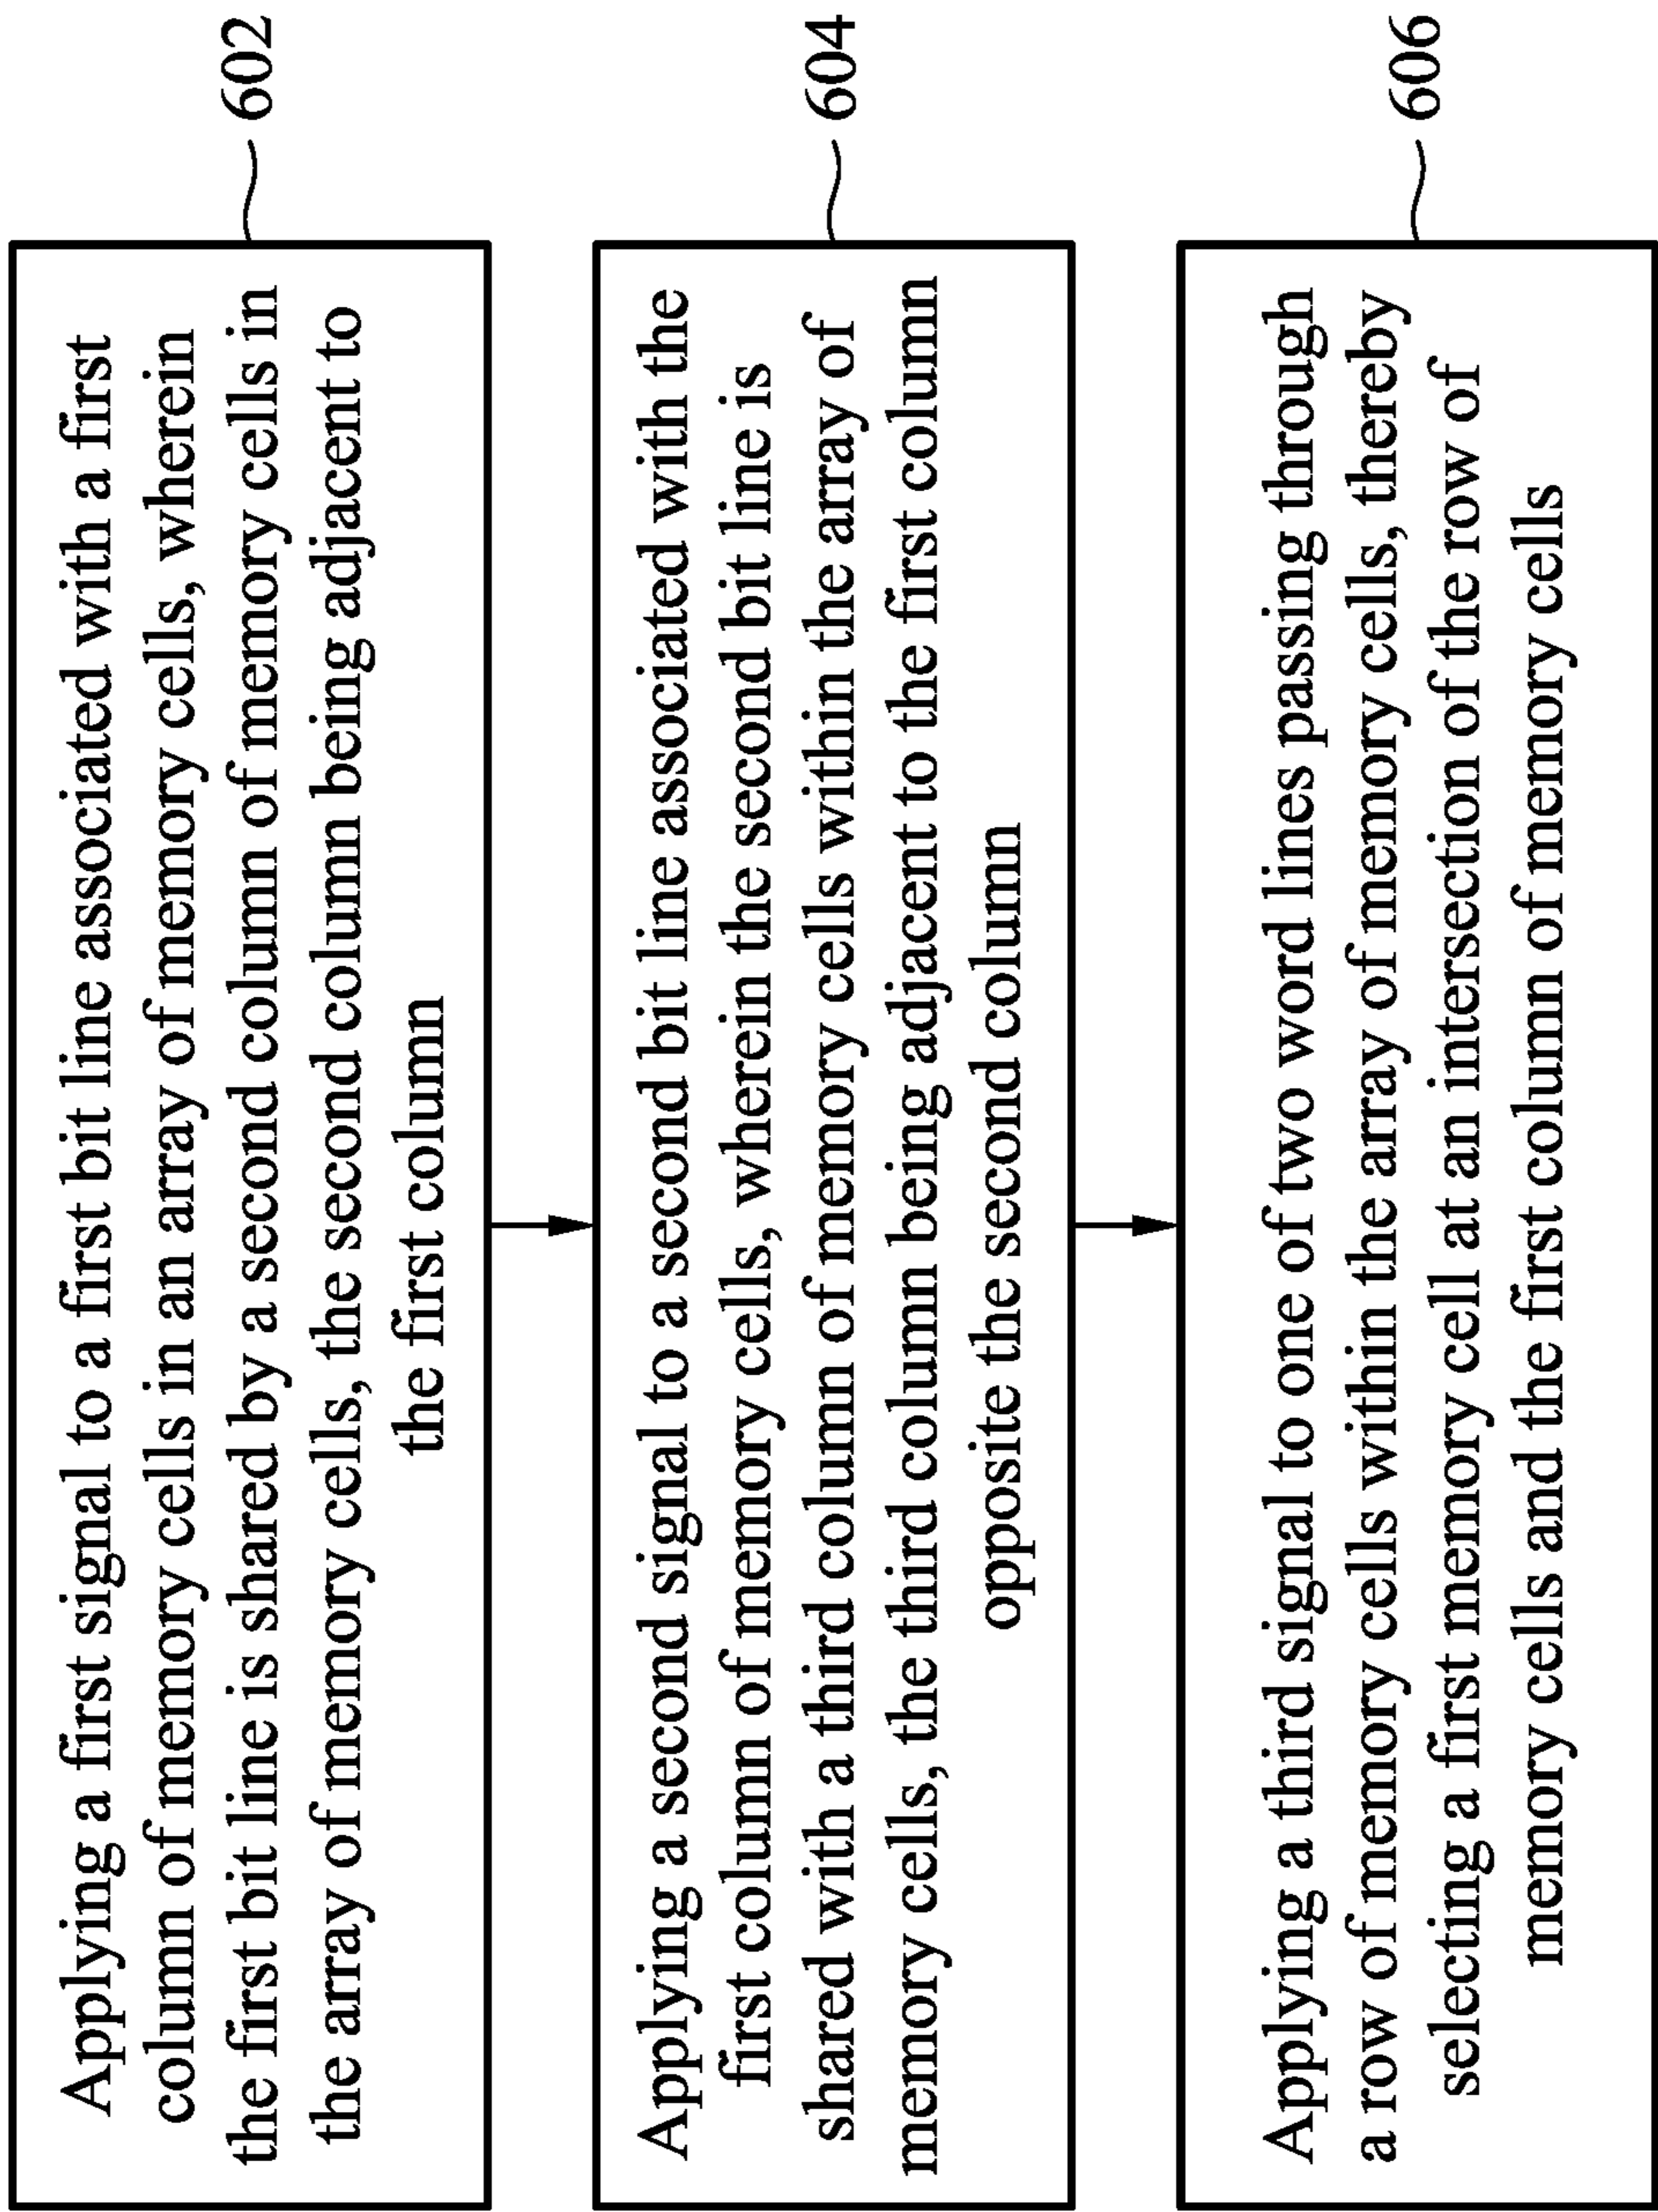 Applying a first signal to a first bit line associated with a first
column of memory cells in an array of memory cells, wherein
the first bit line is shared by a second column of memory cells in
the array of memory cells, the second column being adjacent to
the first column
602
Applying a second signal to a second bit line associated with the
first column of memory cells, wherein the second bit line is
shared with a third column of memory cells within the array of
memory cells, the third column being adjacent to the first column
opposite the second column
604
Applying a third signal to one of two word lines passing through
a row of memory cells within the array of memory cells, thereby
selecting a first memory cell at an intersection of the row of
memory cells and the first column of memory cells
606